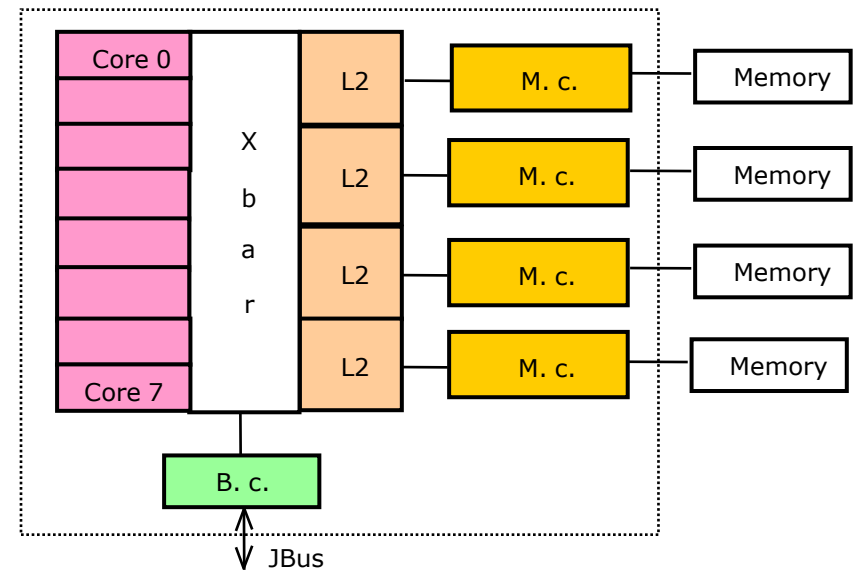 Core 0
X
b
a
r
L2
M. c.
Memory
L2
M. c.
Memory
L2
M. c.
Memory
L2
M. c.
Memory
Core 7
B. c.
JBus